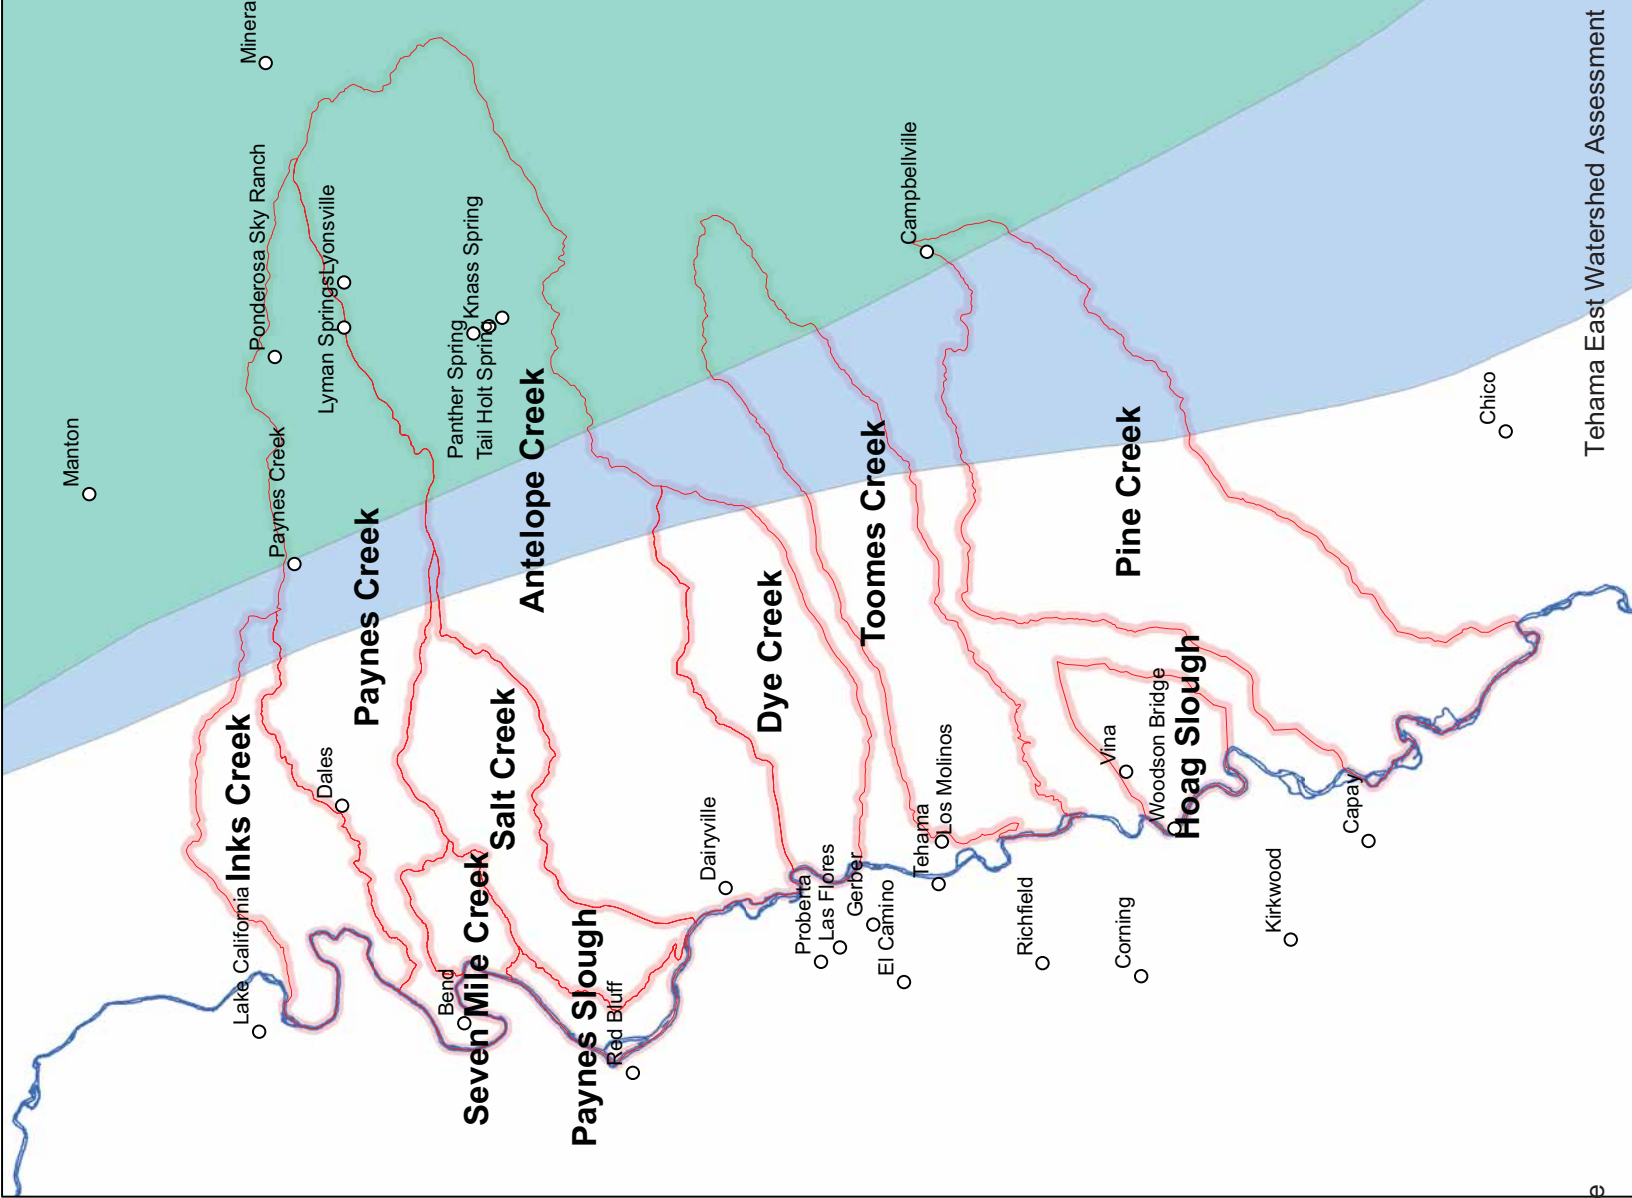 Mineral
Manton
Ponderosa Sky Ranch
Lyonsville
Lyman Springs
Knass Spring
Panther Spring
Tail Holt Spring
Campbellville
Paynes Creek
Antelope Creek
Paynes Creek
Toomes Creek
Pine Creek
Chico
Dye Creek
Inks Creek
Salt Creek
Dales
Hoag Slough
Woodson Bridge
Vina
Los Molinos
Tehama
Dairyville
Capay
Lake California
Seven Mile Creek
Bend
Paynes Slough
Red Bluff
Proberta
Las Flores
Gerber
El Camino
Richfield
Corning
Kirkwood
Tehama East Watershed Assessment
e